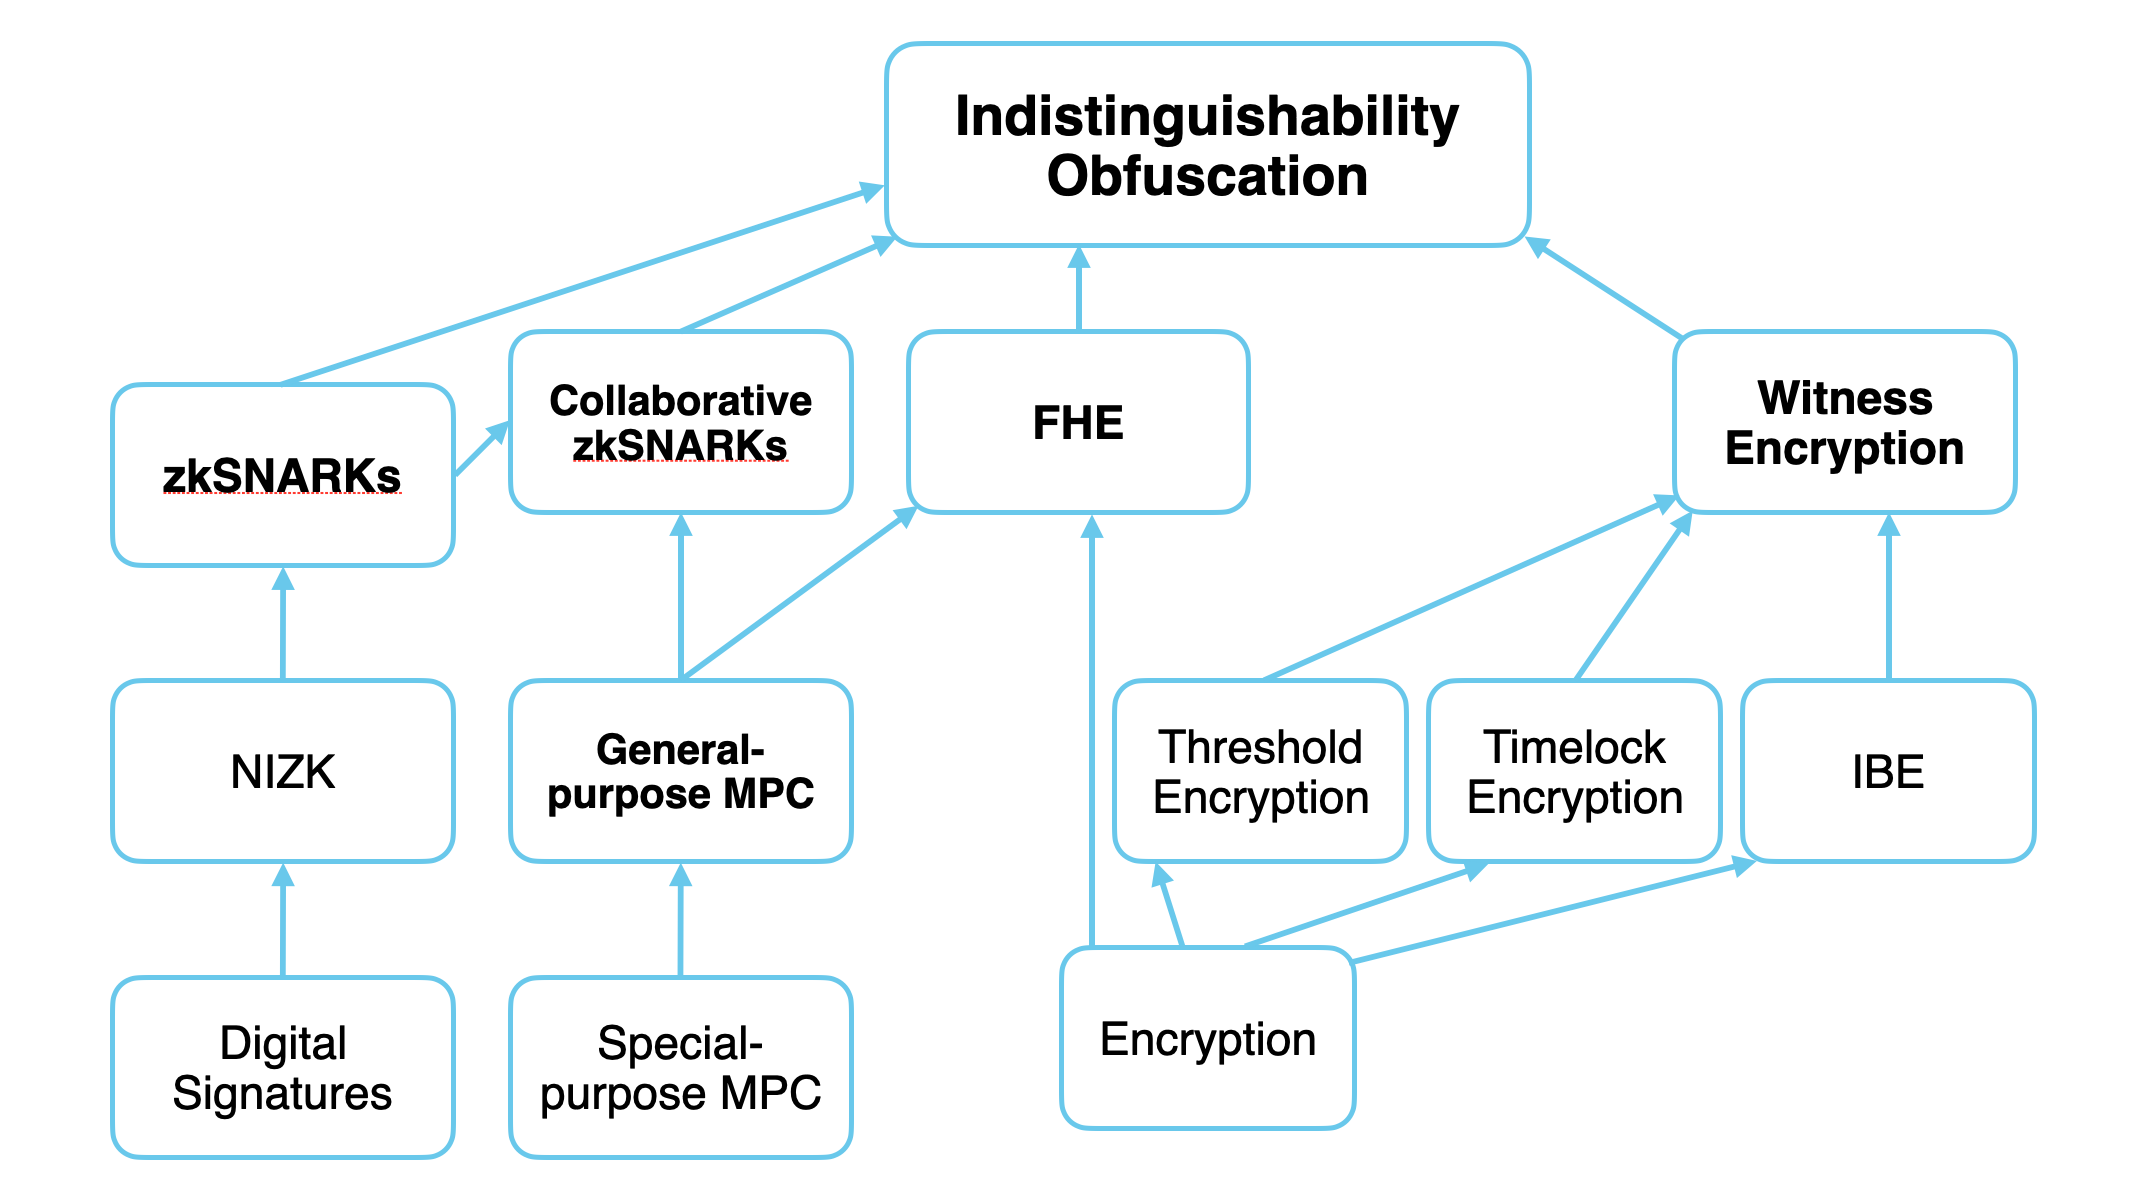 Indistinguishability
Obfuscation
Collaborative
zkSNARKs
FHE
Witness
Encryption
zkSNARKs
NIZK
General-
purpose MPC
Threshold
Encryption
Timelock
Encryption
IBE
Digital
Signatures
Special-
purpose MPC
Encryption